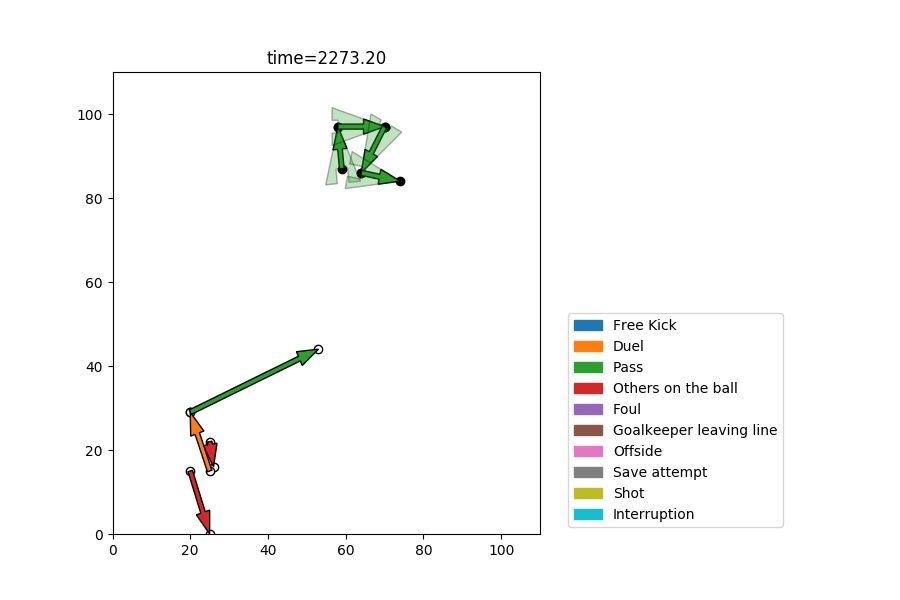 time=2273.20
100
80
60
40
20
0
0 20 40 60 80 100
Free Kick
Duel
Pass
Others on the ball
Foul
Goalkeeper leaving line
Offside
Save attempt
Shot
Interruption